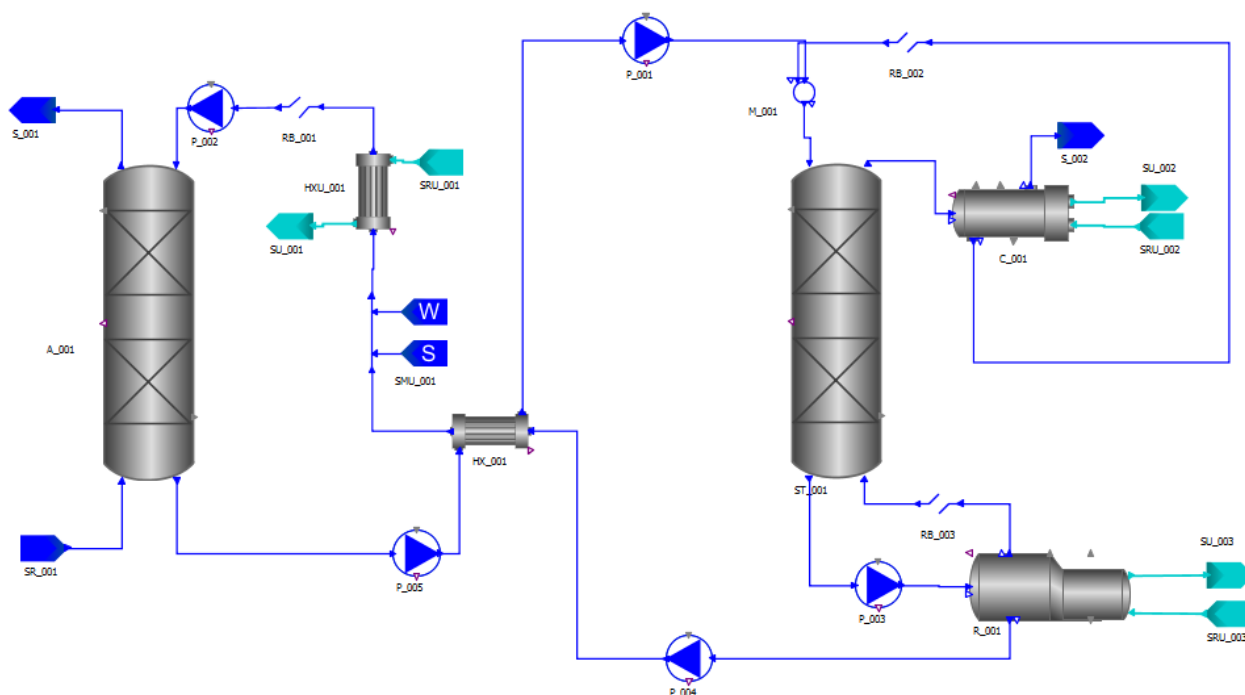 P_001
RB_002
S_001
P_002
RB_001
M_001
S_002
HXU_001
SRU_001
SU_002
SU_001
C_001
SRU_002
W
A_001
S
SMU_001
HX_001
ST_001
RB_003
SR_001
P_005
SU_003
P_003
R_001
SRU_003
P_004